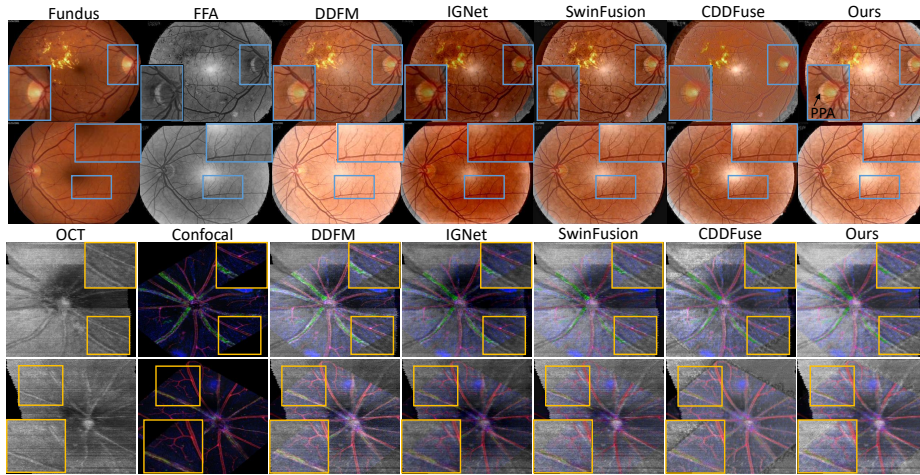 Fundus FFA DDFM IGNet SwinFusion CDDFuse Ours
PPA
OCT Confocal DDFM IGNet SwinFusion CDDFuse Ours